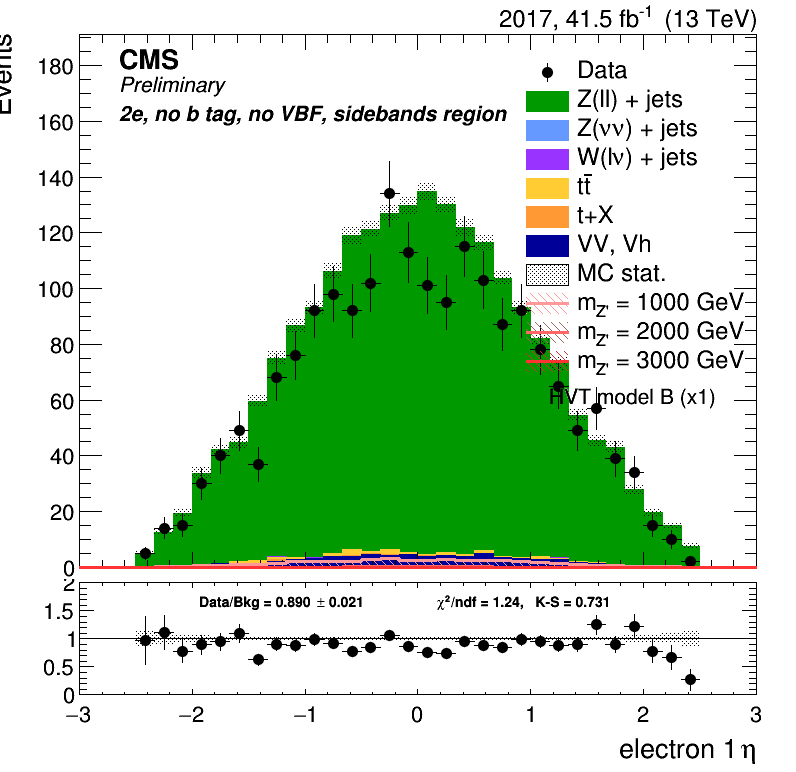 2017, 41.5 fb⁻¹ (13 TeV)
Events
CMS
Preliminary
2e, no b tag, no VBF, sidebands region
Data
Z(ll) + jets
Z(νν) + jets
W(lν) + jets
tt̄
t+X
VV, Vh
MC stat.
m_Z' = 1000 GeV
m_Z' = 2000 GeV
m_Z' = 3000 GeV
HVT model B (x1)
180
160
140
120
100
80
60
40
20
0
Data/Bkg = 0.890 ± 0.021
χ²/ndf = 1.24, K-S = 0.731
2
1.5
1
0.5
0
−3 −2 −1 0 1 2 3
electron 1 η